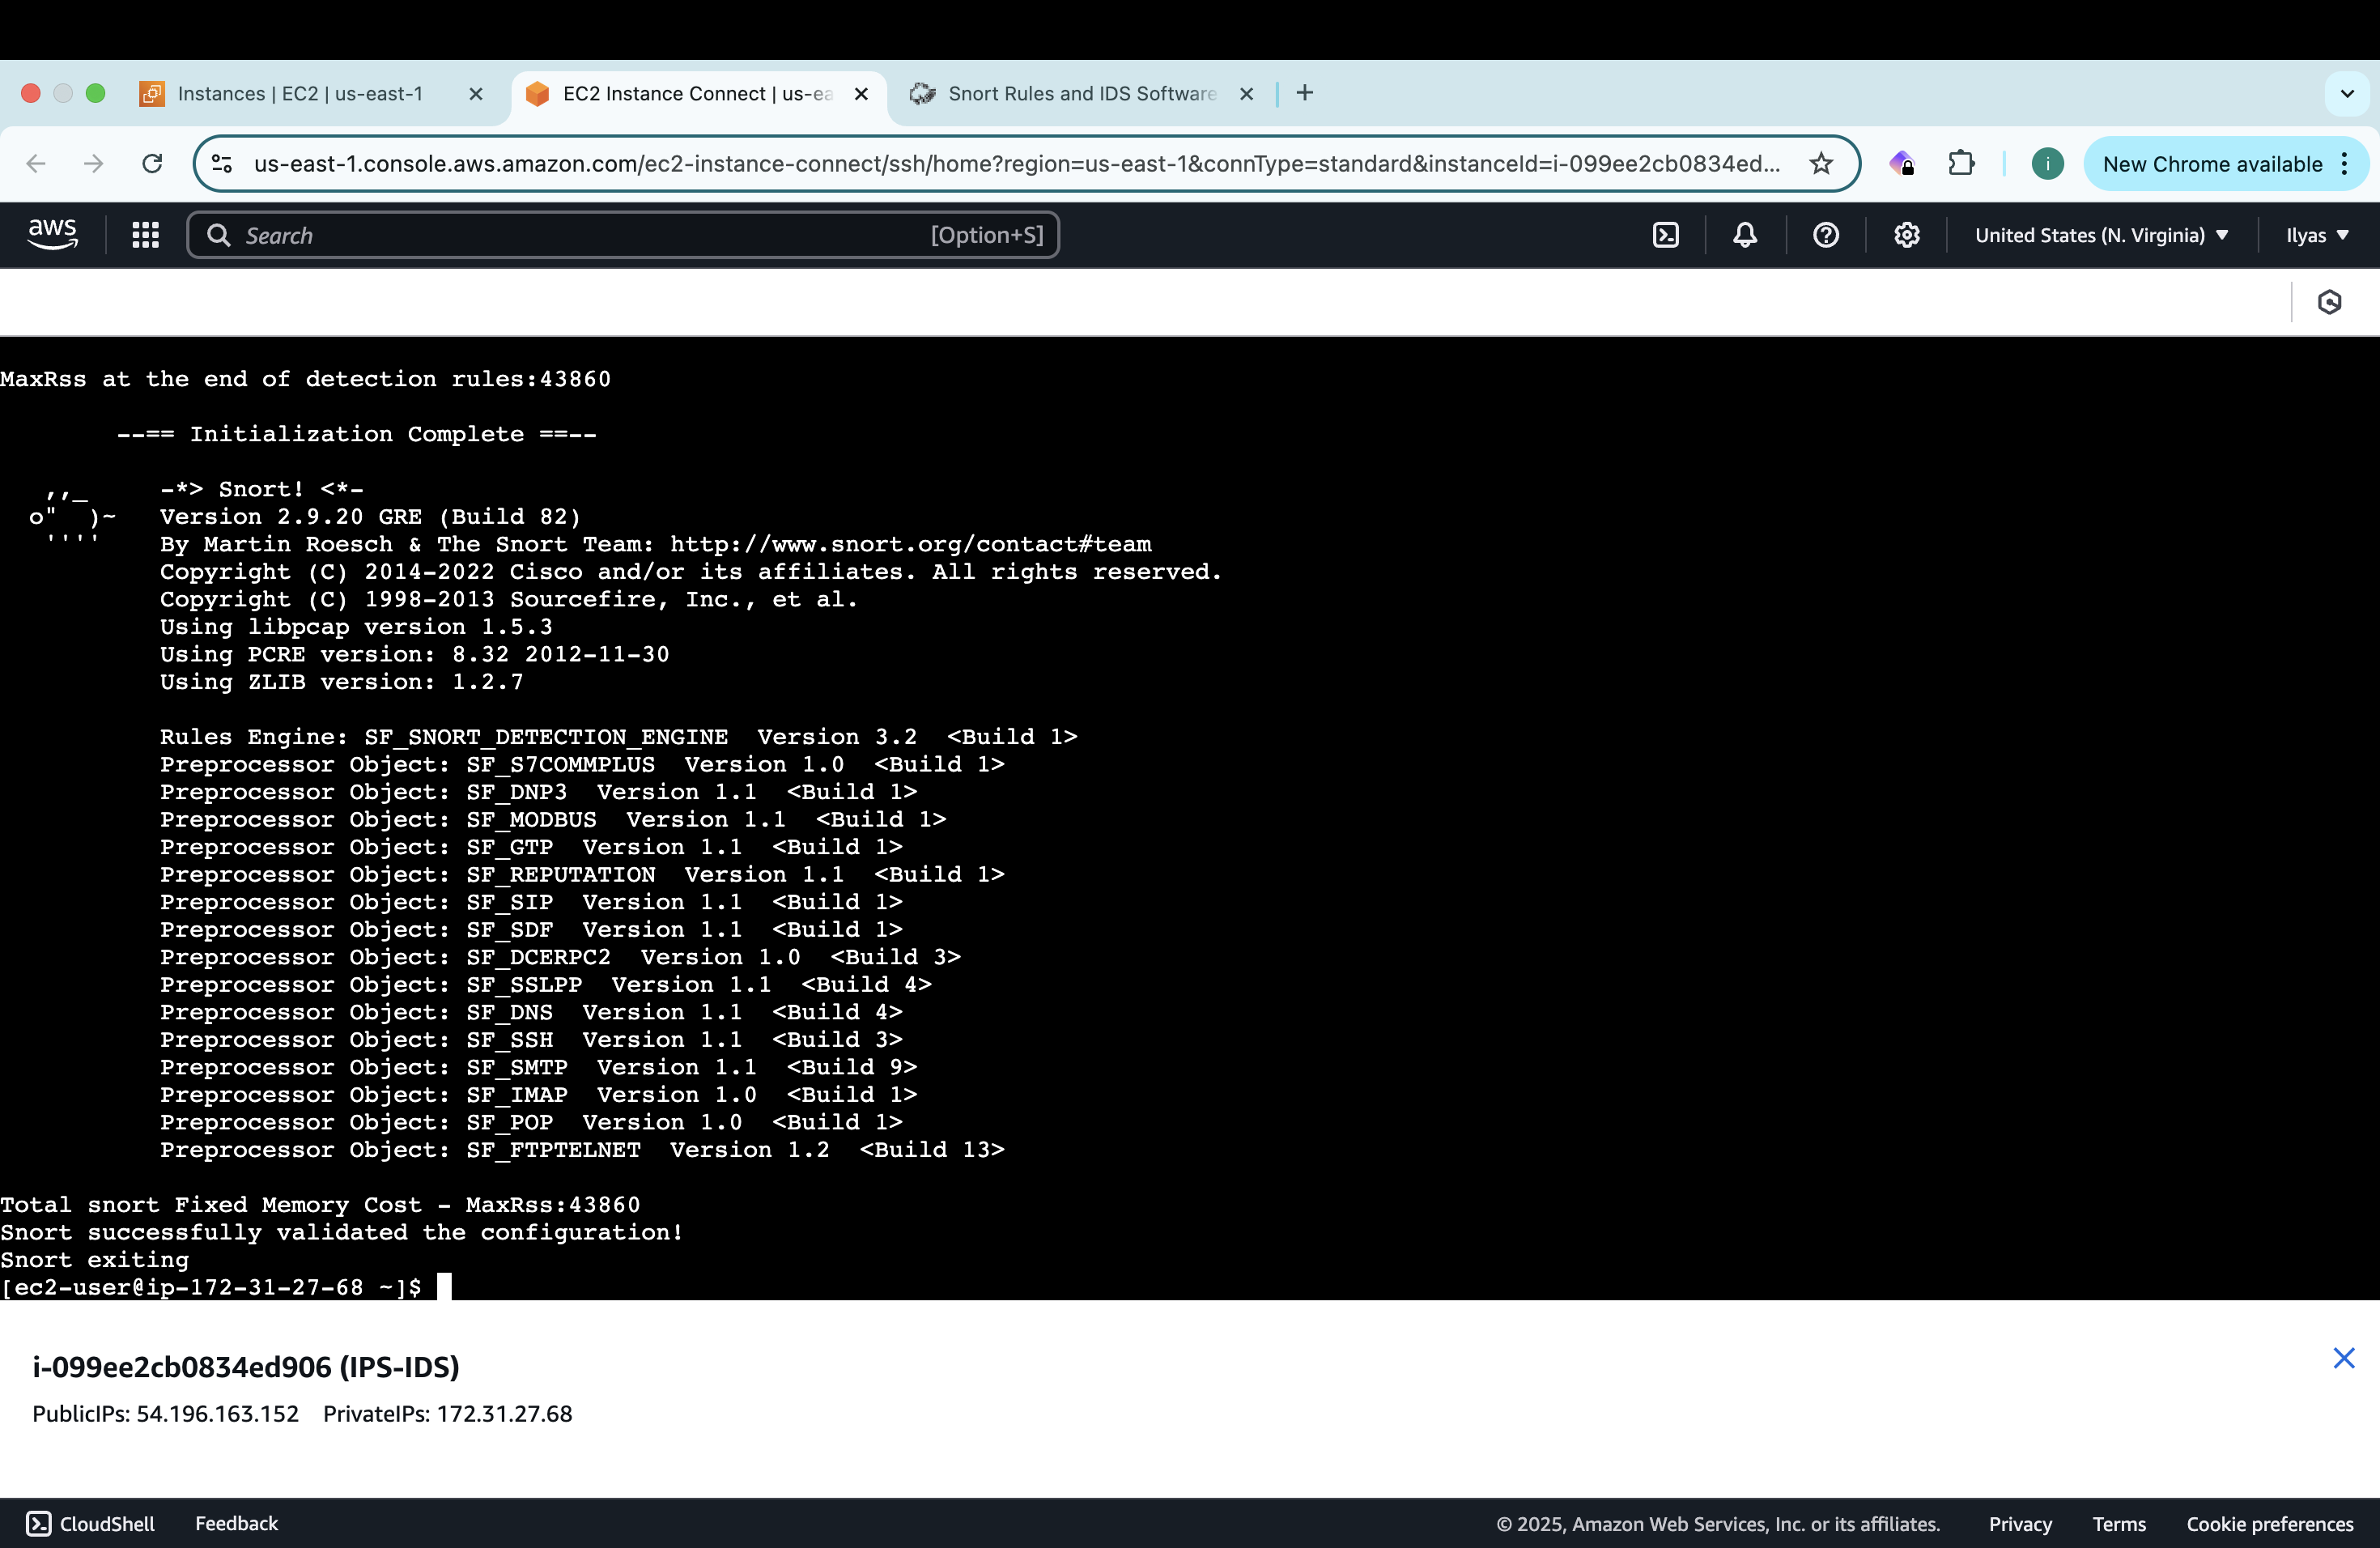 Instances | EC2 | us-east-1
EC2 Instance Connect | us-ea
Snort Rules and IDS Software
us-east-1.console.aws.amazon.com/ec2-instance-connect/ssh/home?region=us-east-1&connType=standard&instanceId=i-099ee2cb0834ed...
i
New Chrome available
aws
Search
[Option+S]
United States (N. Virginia)
Ilyas
MaxRss at the end of detection rules:43860
--== Initialization Complete ==--
,,_     -*> Snort! <*-
o"  )~   Version 2.9.20 GRE (Build 82)
''''    By Martin Roesch & The Snort Team: http://www.snort.org/contact#team
Copyright (C) 2014-2022 Cisco and/or its affiliates. All rights reserved.
Copyright (C) 1998-2013 Sourcefire, Inc., et al.
Using libpcap version 1.5.3
Using PCRE version: 8.32 2012-11-30
Using ZLIB version: 1.2.7
Rules Engine: SF_SNORT_DETECTION_ENGINE  Version 3.2  <Build 1>
Preprocessor Object: SF_S7COMMPLUS  Version 1.0  <Build 1>
Preprocessor Object: SF_DNP3  Version 1.1  <Build 1>
Preprocessor Object: SF_MODBUS  Version 1.1  <Build 1>
Preprocessor Object: SF_GTP  Version 1.1  <Build 1>
Preprocessor Object: SF_REPUTATION  Version 1.1  <Build 1>
Preprocessor Object: SF_SIP  Version 1.1  <Build 1>
Preprocessor Object: SF_SDF  Version 1.1  <Build 1>
Preprocessor Object: SF_DCERPC2  Version 1.0  <Build 3>
Preprocessor Object: SF_SSLPP  Version 1.1  <Build 4>
Preprocessor Object: SF_DNS  Version 1.1  <Build 4>
Preprocessor Object: SF_SSH  Version 1.1  <Build 3>
Preprocessor Object: SF_SMTP  Version 1.1  <Build 9>
Preprocessor Object: SF_IMAP  Version 1.0  <Build 1>
Preprocessor Object: SF_POP  Version 1.0  <Build 1>
Preprocessor Object: SF_FTPTELNET  Version 1.2  <Build 13>
Total snort Fixed Memory Cost - MaxRss:43860
Snort successfully validated the configuration!
Snort exiting
[ec2-user@ip-172-31-27-68 ~]$
i-099ee2cb0834ed906 (IPS-IDS)
PublicIPs: 54.196.163.152    PrivateIPs: 172.31.27.68
CloudShell
Feedback
© 2025, Amazon Web Services, Inc. or its affiliates.
Privacy
Terms
Cookie preferences